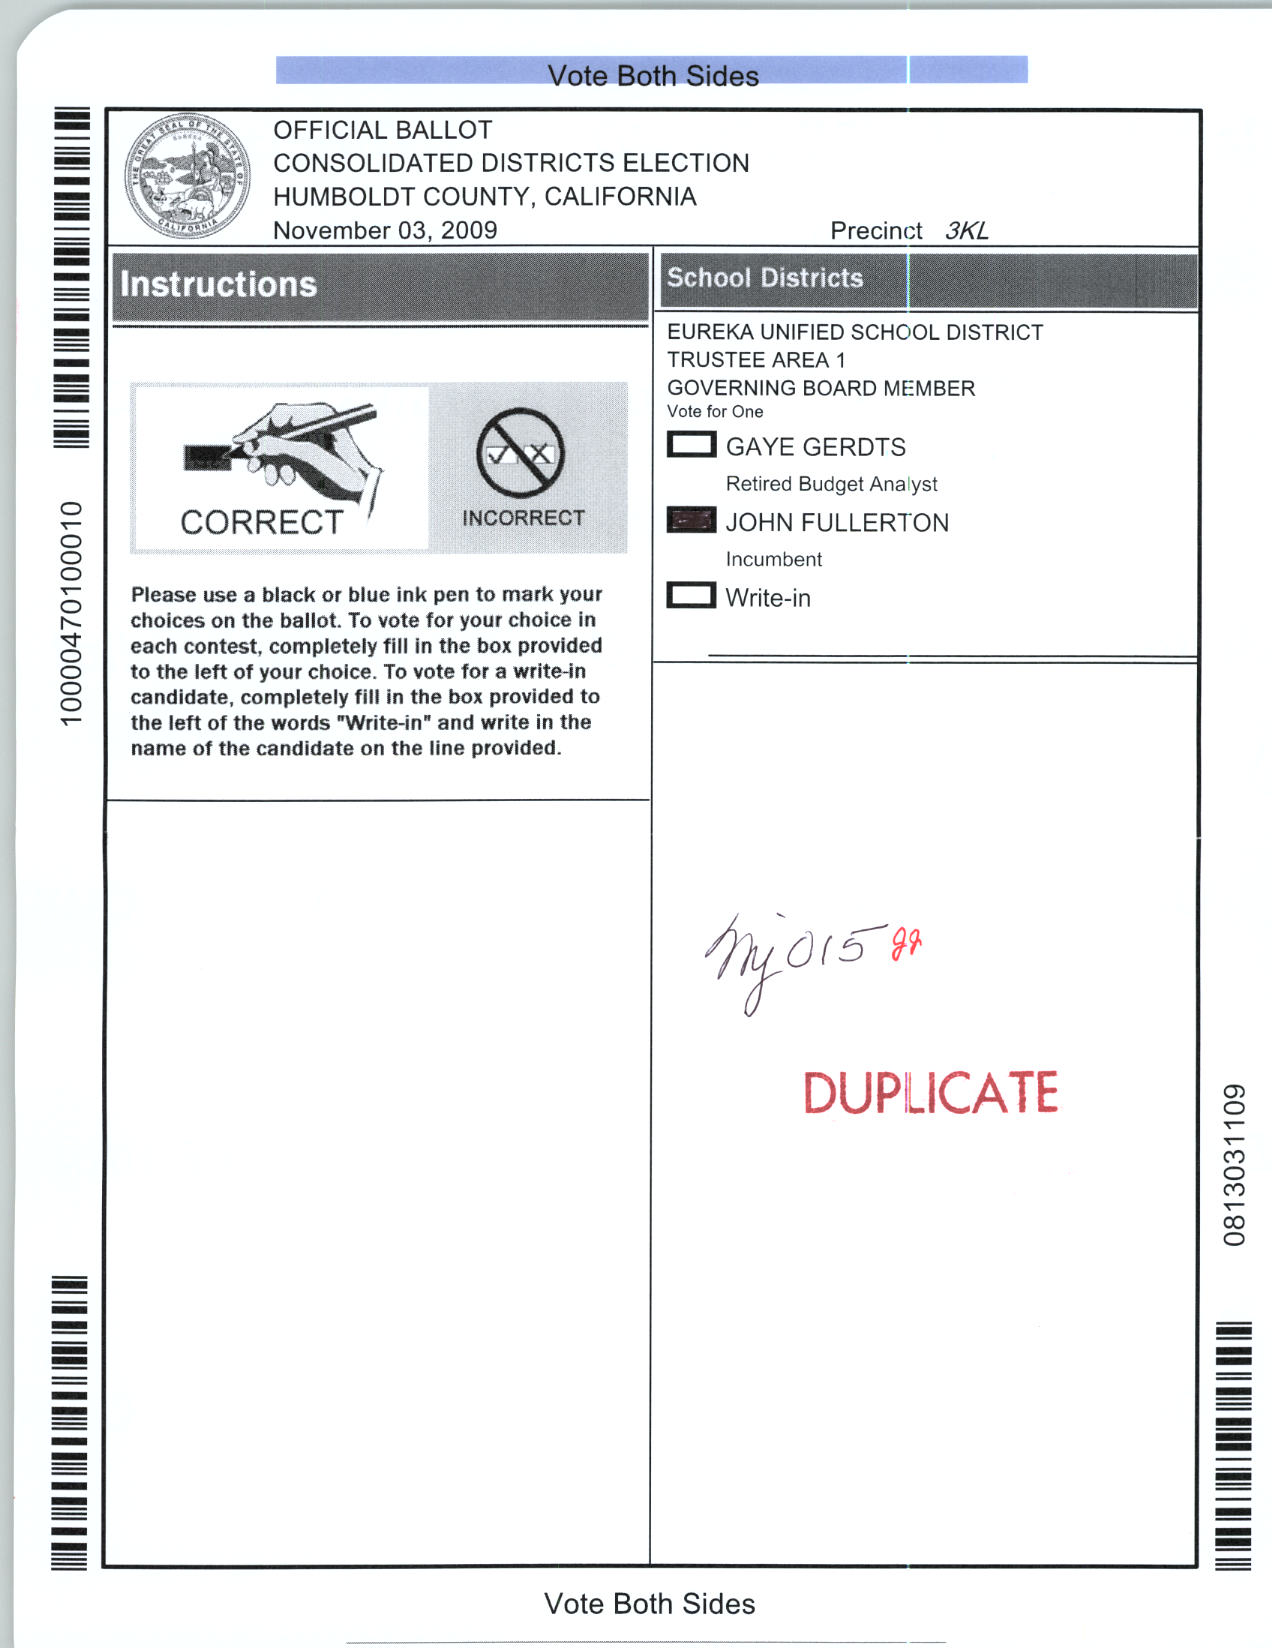 Vote Both Sides
THE GREAT SEAL OF THE STATE OF CALIFORNIA
EUREKA
OFFICIAL BALLOT
CONSOLIDATED DISTRICTS ELECTION
HUMBOLDT COUNTY, CALIFORNIA
November 03, 2009
Precinct 3KL
Instructions
CORRECT
INCORRECT
Please use a black or blue ink pen to mark your
choices on the ballot. To vote for your choice in
each contest, completely fill in the box provided
to the left of your choice. To vote for a write-in
candidate, completely fill in the box provided to
the left of the words "Write-in" and write in the
name of the candidate on the line provided.
School Districts
EUREKA UNIFIED SCHOOL DISTRICT
TRUSTEE AREA 1
GOVERNING BOARD MEMBER
Vote for One
GAYE GERDTS
Retired Budget Analyst
JOHN FULLERTON
Incumbent
Write-in
015
DUPLICATE
10000470100010
0813031109
Vote Both Sides